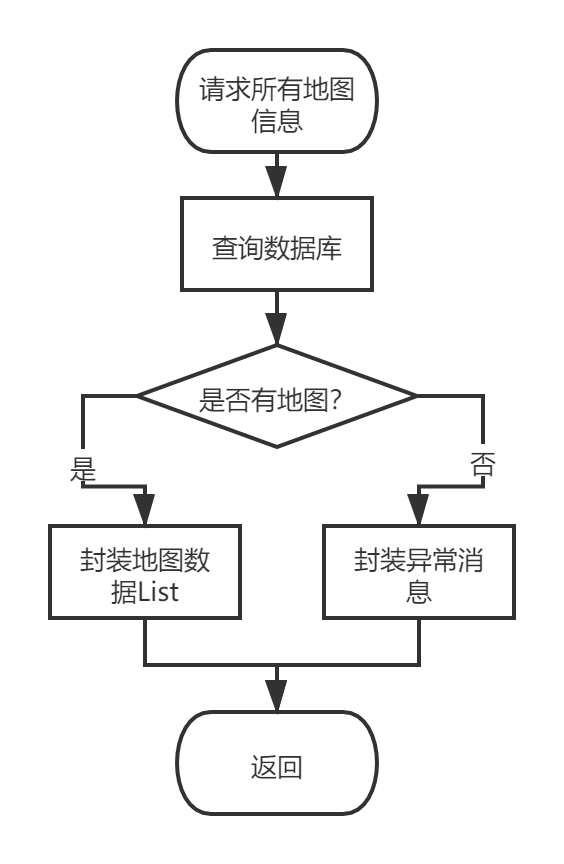 请求所有地图
信息
查询数据库
是否有地图?
是
否
封装地图数
据List
封装异常消
息
返回